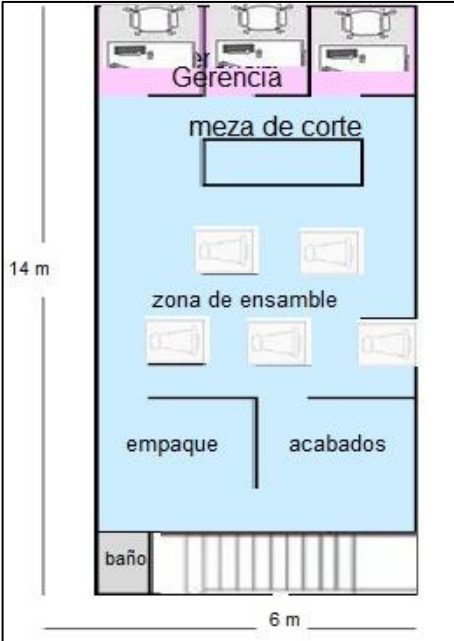 Gerencia
meza de corte
14 m
zona de ensamble
empaque
acabados
baño
6 m